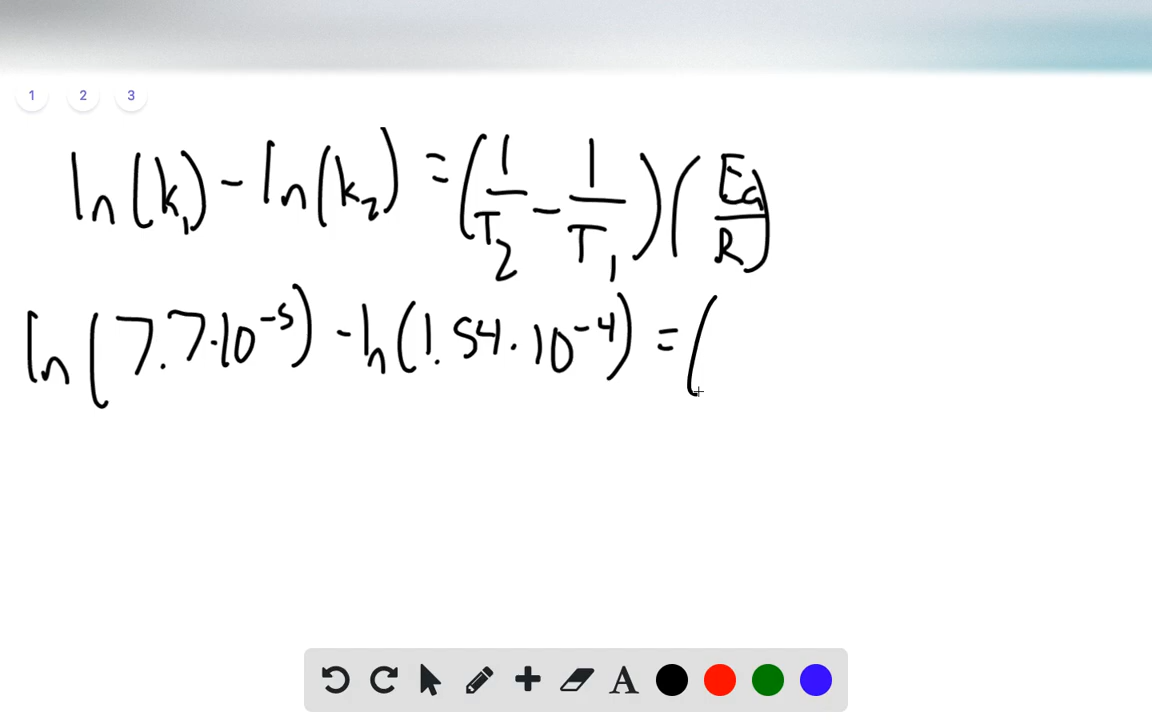 1 2 3
ln(k₁) - ln(k₂) = (1/T₂ - 1/T₁)(Ea/R)
ln(7.7·10⁻⁵) - ln(1.54·10⁻⁴) = (
A